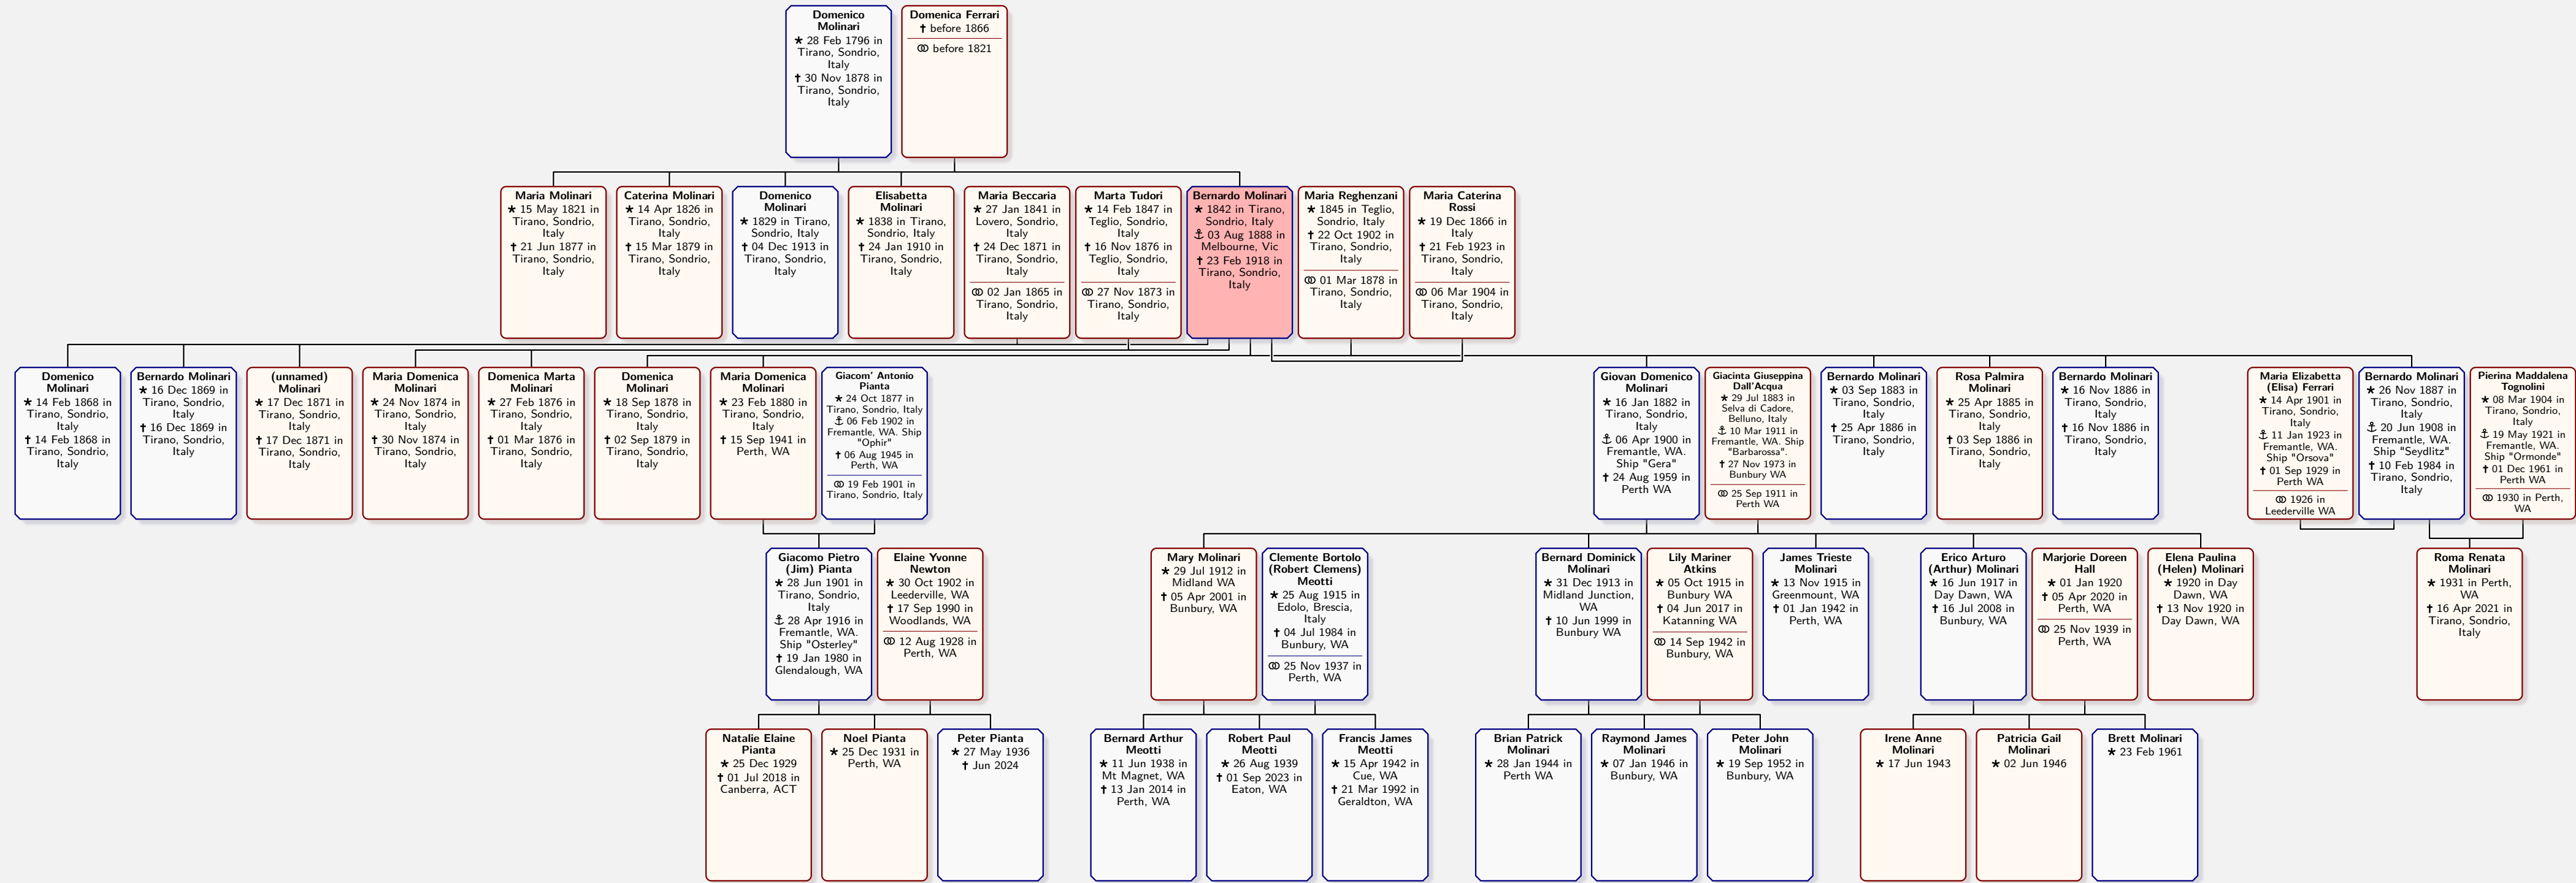 Domenico
Molinari
★ 28 Feb 1796 in
Tirano, Sondrio,
Italy
✝ 30 Nov 1878 in
Tirano, Sondrio,
Italy
Domenica Ferrari
✝ before 1866
⚭ before 1821
Maria Molinari
★ 15 May 1821 in
Tirano, Sondrio,
Italy
✝ 21 Jun 1877 in
Tirano, Sondrio,
Italy
Caterina Molinari
★ 14 Apr 1826 in
Tirano, Sondrio,
Italy
✝ 15 Mar 1879 in
Tirano, Sondrio,
Italy
Domenico
Molinari
★ 1829 in Tirano,
Sondrio, Italy
✝ 04 Dec 1913 in
Tirano, Sondrio,
Italy
Elisabetta
Molinari
★ 1838 in Tirano,
Sondrio, Italy
✝ 24 Jan 1910 in
Tirano, Sondrio,
Italy
Maria Beccaria
★ 27 Jan 1841 in
Lovero, Sondrio,
Italy
✝ 24 Dec 1871 in
Tirano, Sondrio,
Italy
⚭ 02 Jan 1865 in
Tirano, Sondrio,
Italy
Marta Tudori
★ 14 Feb 1847 in
Teglio, Sondrio,
Italy
✝ 16 Nov 1876 in
Teglio, Sondrio,
Italy
⚭ 27 Nov 1873 in
Tirano, Sondrio,
Italy
Bernardo Molinari
★ 1842 in Tirano,
Sondrio, Italy
⚓ 03 Aug 1888 in
Melbourne, Vic
✝ 23 Feb 1918 in
Tirano, Sondrio,
Italy
Maria Reghenzani
★ 1845 in Teglio,
Sondrio, Italy
✝ 22 Oct 1902 in
Tirano, Sondrio,
Italy
⚭ 01 Mar 1878 in
Tirano, Sondrio,
Italy
Maria Caterina
Rossi
★ 19 Dec 1866 in
Italy
✝ 21 Feb 1923 in
Tirano, Sondrio,
Italy
⚭ 06 Mar 1904 in
Tirano, Sondrio,
Italy
Domenico
Molinari
★ 14 Feb 1868 in
Tirano, Sondrio,
Italy
✝ 14 Feb 1868 in
Tirano, Sondrio,
Italy
Bernardo Molinari
★ 16 Dec 1869 in
Tirano, Sondrio,
Italy
✝ 16 Dec 1869 in
Tirano, Sondrio,
Italy
(unnamed)
Molinari
★ 17 Dec 1871 in
Tirano, Sondrio,
Italy
✝ 17 Dec 1871 in
Tirano, Sondrio,
Italy
Maria Domenica
Molinari
★ 24 Nov 1874 in
Tirano, Sondrio,
Italy
✝ 30 Nov 1874 in
Tirano, Sondrio,
Italy
Domenica Marta
Molinari
★ 27 Feb 1876 in
Tirano, Sondrio,
Italy
✝ 01 Mar 1876 in
Tirano, Sondrio,
Italy
Domenica
Molinari
★ 18 Sep 1878 in
Tirano, Sondrio,
Italy
✝ 02 Sep 1879 in
Tirano, Sondrio,
Italy
Maria Domenica
Molinari
★ 23 Feb 1880 in
Tirano, Sondrio,
Italy
✝ 15 Sep 1941 in
Perth, WA
Giacom' Antonio
Pianta
★ 24 Oct 1877 in
Tirano, Sondrio, Italy
⚓ 06 Feb 1902 in
Fremantle, WA. Ship
"Ophir"
✝ 06 Aug 1945 in
Perth, WA
⚭ 19 Feb 1901 in
Tirano, Sondrio, Italy
Giovan Domenico
Molinari
★ 16 Jan 1882 in
Tirano, Sondrio,
Italy
⚓ 06 Apr 1900 in
Fremantle, WA.
Ship "Gera"
✝ 24 Aug 1959 in
Perth WA
Giacinta Giuseppina
Dall'Acqua
★ 29 Jul 1883 in
Selva di Cadore,
Belluno, Italy
⚓ 10 Mar 1911 in
Fremantle, WA. Ship
"Barbarossa".
✝ 27 Nov 1973 in
Bunbury WA
⚭ 25 Sep 1911 in
Perth WA
Bernardo Molinari
★ 03 Sep 1883 in
Tirano, Sondrio,
Italy
✝ 25 Apr 1886 in
Tirano, Sondrio,
Italy
Rosa Palmira
Molinari
★ 25 Apr 1885 in
Tirano, Sondrio,
Italy
✝ 03 Sep 1886 in
Tirano, Sondrio,
Italy
Bernardo Molinari
★ 16 Nov 1886 in
Tirano, Sondrio,
Italy
✝ 16 Nov 1886 in
Tirano, Sondrio,
Italy
Maria Elizabetta
(Elisa) Ferrari
★ 14 Apr 1901 in
Tirano, Sondrio,
Italy
⚓ 11 Jan 1923 in
Fremantle, WA.
Ship "Orsova"
✝ 01 Sep 1929 in
Perth WA
⚭ 1926 in
Leederville WA
Bernardo Molinari
★ 26 Nov 1887 in
Tirano, Sondrio,
Italy
⚓ 20 Jun 1908 in
Fremantle, WA.
Ship "Seydlitz"
✝ 10 Feb 1984 in
Tirano, Sondrio,
Italy
Pierina Maddalena
Tognolini
★ 08 Mar 1904 in
Tirano, Sondrio,
Italy
⚓ 19 May 1921 in
Fremantle, WA.
Ship "Ormonde"
✝ 01 Dec 1961 in
Perth WA
⚭ 1930 in Perth,
WA
Giacomo Pietro
(Jim) Pianta
★ 28 Jun 1901 in
Tirano, Sondrio,
Italy
⚓ 28 Apr 1916 in
Fremantle, WA.
Ship "Osterley"
✝ 19 Jan 1980 in
Glendalough, WA
Elaine Yvonne
Newton
★ 30 Oct 1902 in
Leederville, WA
✝ 17 Sep 1990 in
Woodlands, WA
⚭ 12 Aug 1928 in
Perth, WA
Mary Molinari
★ 29 Jul 1912 in
Midland WA
✝ 05 Apr 2001 in
Bunbury, WA
Clemente Bortolo
(Robert Clemens)
Meotti
★ 25 Aug 1915 in
Edolo, Brescia,
Italy
✝ 04 Jul 1984 in
Bunbury, WA
⚭ 25 Nov 1937 in
Perth, WA
Bernard Dominick
Molinari
★ 31 Dec 1913 in
Midland Junction,
WA
✝ 10 Jun 1999 in
Bunbury WA
Lily Mariner
Atkins
★ 05 Oct 1915 in
Bunbury WA
✝ 04 Jun 2017 in
Katanning WA
⚭ 14 Sep 1942 in
Bunbury, WA
James Trieste
Molinari
★ 13 Nov 1915 in
Greenmount, WA
✝ 01 Jan 1942 in
Perth, WA
Erico Arturo
(Arthur) Molinari
★ 16 Jun 1917 in
Day Dawn, WA
✝ 16 Jul 2008 in
Bunbury, WA
Marjorie Doreen
Hall
★ 01 Jan 1920
✝ 05 Apr 2020 in
Perth, WA
⚭ 25 Nov 1939 in
Perth, WA
Elena Paulina
(Helen) Molinari
★ 1920 in Day
Dawn, WA
✝ 13 Nov 1920 in
Day Dawn, WA
Roma Renata
Molinari
★ 1931 in Perth,
WA
✝ 16 Apr 2021 in
Tirano, Sondrio,
Italy
Natalie Elaine
Pianta
★ 25 Dec 1929
✝ 01 Jul 2018 in
Canberra, ACT
Noel Pianta
★ 25 Dec 1931 in
Perth, WA
Peter Pianta
★ 27 May 1936
✝ Jun 2024
Bernard Arthur
Meotti
★ 11 Jun 1938 in
Mt Magnet, WA
✝ 13 Jan 2014 in
Perth, WA
Robert Paul
Meotti
★ 26 Aug 1939
✝ 01 Sep 2023 in
Eaton, WA
Francis James
Meotti
★ 15 Apr 1942 in
Cue, WA
✝ 21 Mar 1992 in
Geraldton, WA
Brian Patrick
Molinari
★ 28 Jan 1944 in
Perth WA
Raymond James
Molinari
★ 07 Jan 1946 in
Bunbury, WA
Peter John
Molinari
★ 19 Sep 1952 in
Bunbury, WA
Irene Anne
Molinari
★ 17 Jun 1943
Patricia Gail
Molinari
★ 02 Jun 1946
Brett Molinari
★ 23 Feb 1961